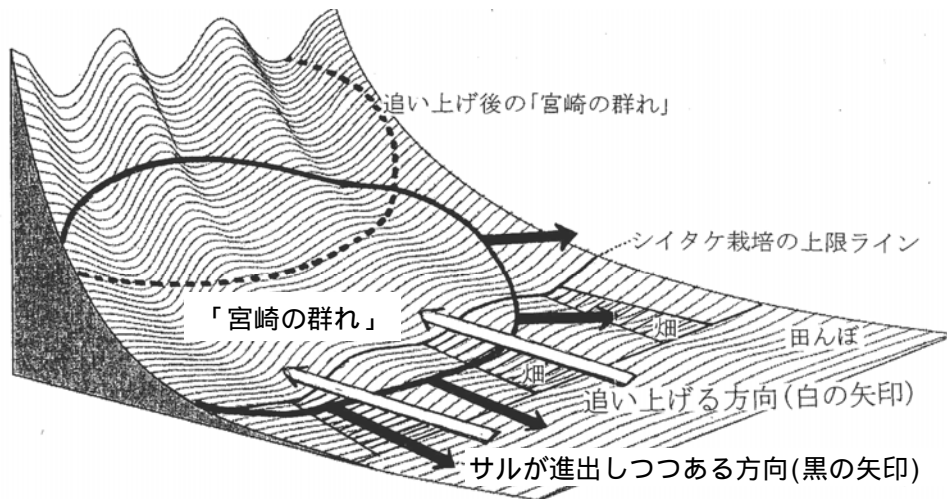 追い上げ後の「宮崎の群れ」
シイタケ栽培の上限ライン
「宮崎の群れ」
畑
田んぼ
畑
追い上げる方向(白の矢印)
サルが進出しつつある方向(黒の矢印)